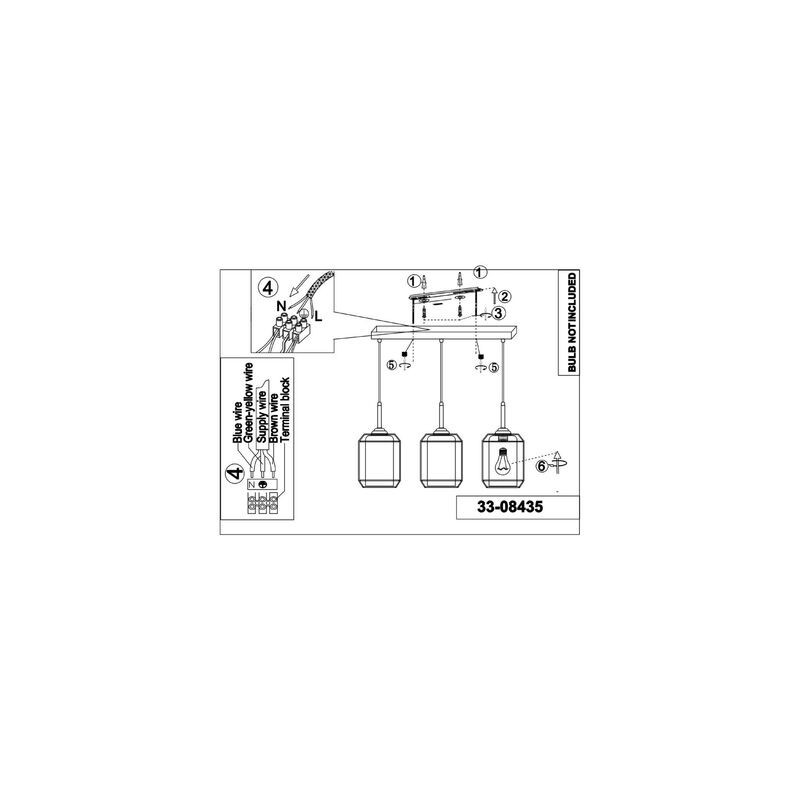 4
N
L
1
1
2
3
5
5
6
BULB NOT INCLUDED
Blue wire
Green-yellow wire
Supply wire
Brown wire
Terminal block
4
N
33-08435